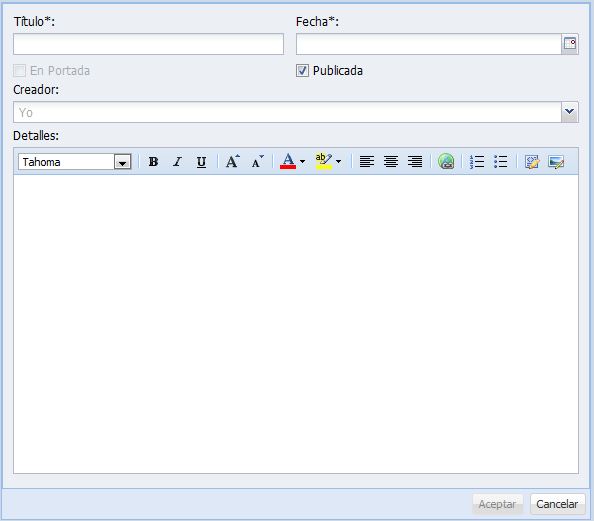 Título*: Fecha*:
En Portada Publicada
Creador:
Yo
Detalles:
Tahoma B I U A A A ab
Aceptar Cancelar